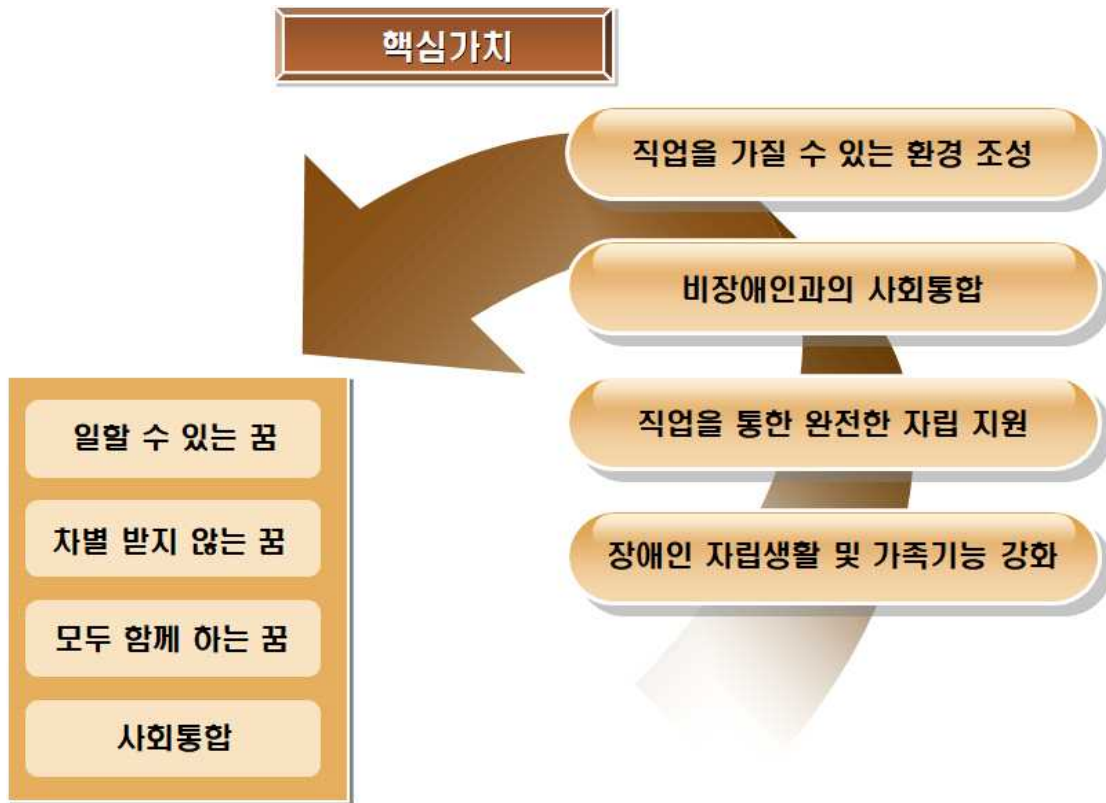 핵심가치
직업을 가질 수 있는 환경 조성
비장애인과의 사회통합
직업을 통한 완전한 자립 지원
장애인 자립생활 및 가족기능 강화
일할 수 있는 꿈
차별 받지 않는 꿈
모두 함께 하는 꿈
사회통합